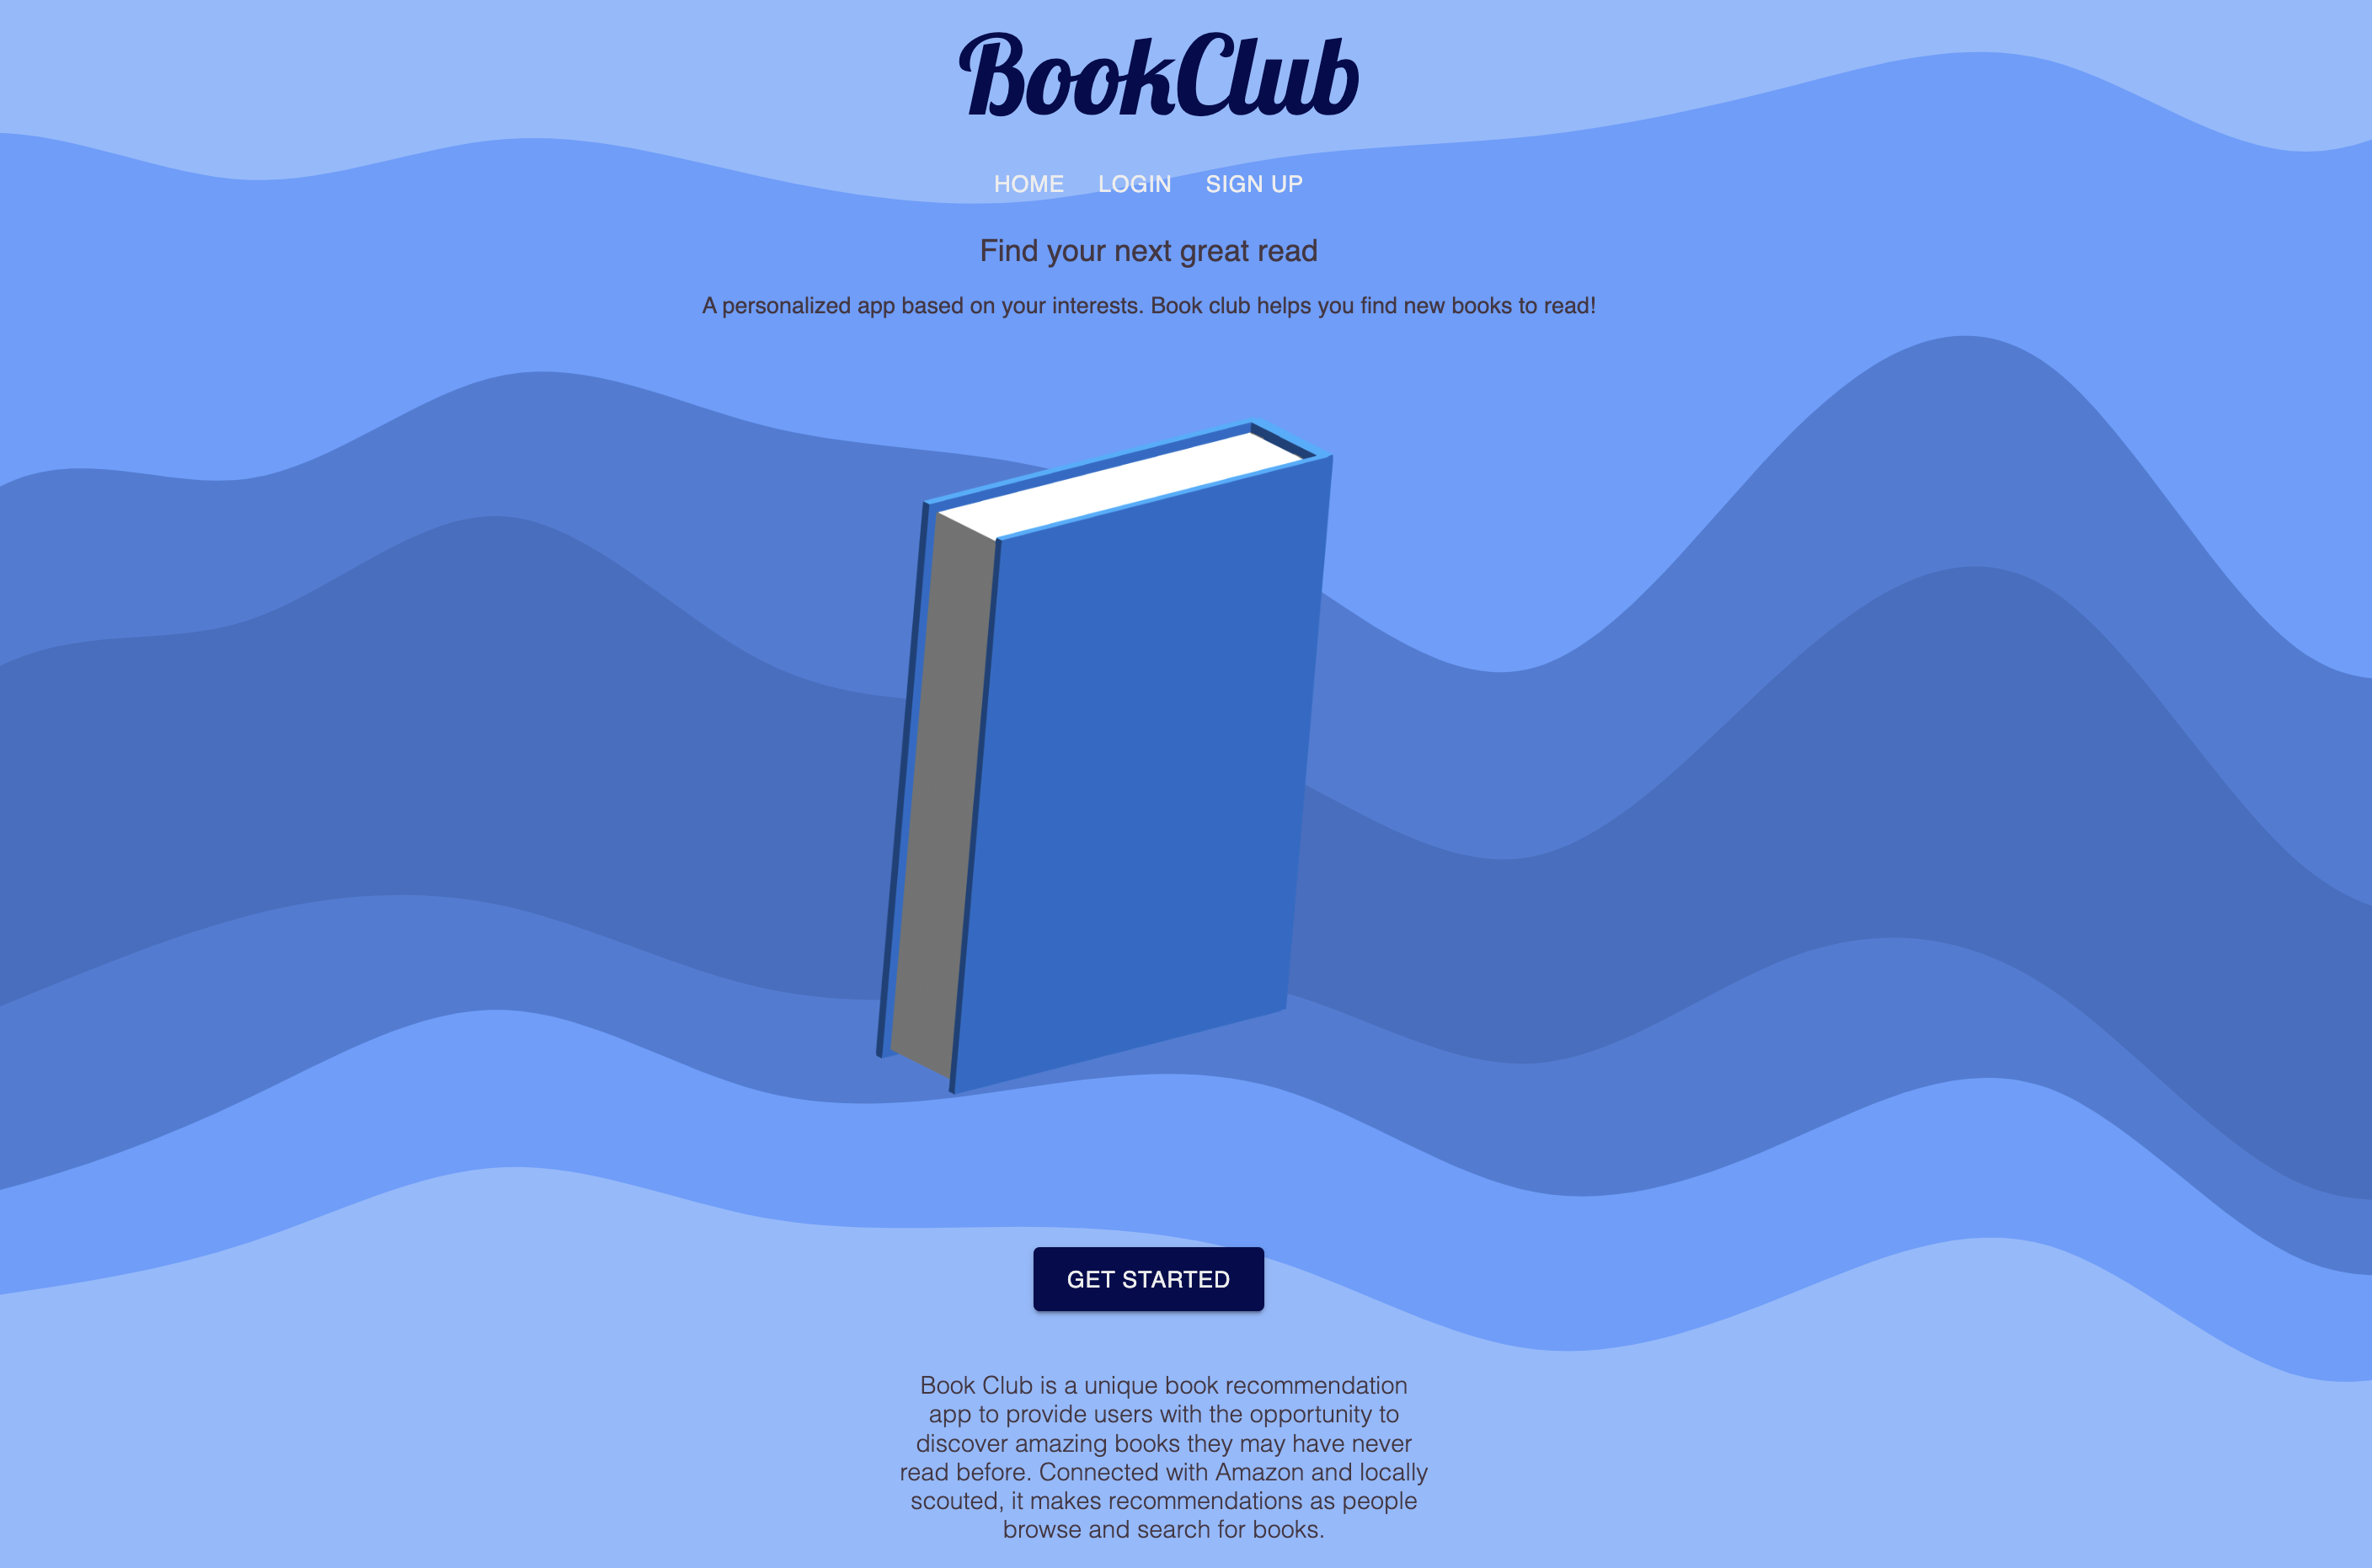 BookClub
HOME LOGIN SIGN UP
Find your next great read
A personalized app based on your interests. Book club helps you find new books to read!
GET STARTED
Book Club is a unique book recommendation
app to provide users with the opportunity to
discover amazing books they may have never
read before. Connected with Amazon and locally
scouted, it makes recommendations as people
browse and search for books.